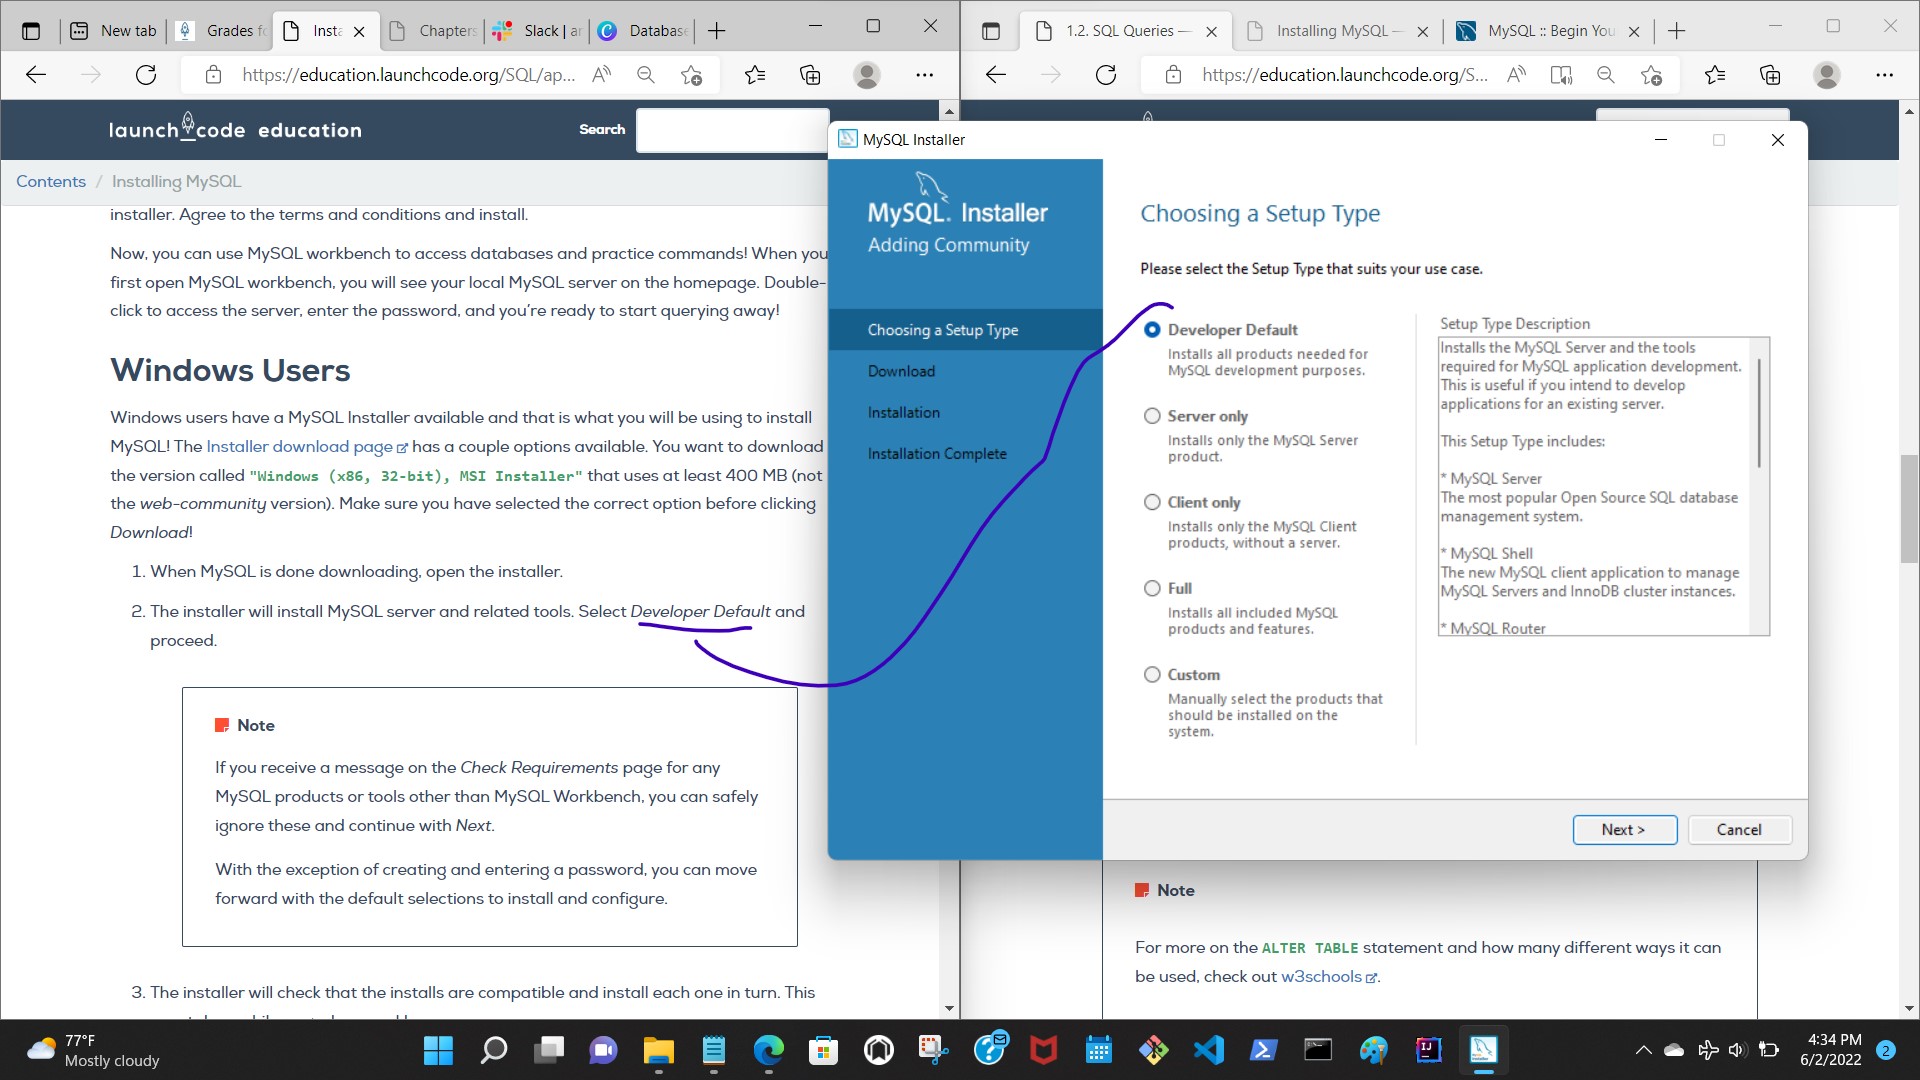 New tab
Grades f
Insta
Chapters
Slack | ar
Databas
https://education.launchcode.org/SQL/ap...
launch code education
Search
Contents / Installing MySQL
installer. Agree to the terms and conditions and install.
Now, you can use MySQL workbench to access databases and practice commands! When you
first open MySQL workbench, you will see your local MySQL server on the homepage. Double-
click to access the server, enter the password, and you're ready to start querying away!
Windows Users
Windows users have a MySQL Installer available and that is what you will be using to install
MySQL! The Installer download page has a couple options available. You want to download
the version called "Windows (x86, 32-bit), MSI Installer" that uses at least 400 MB (not
the web-community version). Make sure you have selected the correct option before clicking
Download!
1. When MySQL is done downloading, open the installer.
2. The installer will install MySQL server and related tools. Select Developer Default and
proceed.
Note
If you receive a message on the Check Requirements page for any
MySQL products or tools other than MySQL Workbench, you can safely
ignore these and continue with Next.
With the exception of creating and entering a password, you can move
forward with the default selections to install and configure.
3. The installer will check that the installs are compatible and install each one in turn. This
1.2. SQL Queries —
Installing MySQL —
MySQL :: Begin You
https://education.launchcode.org/S...
MySQL Installer
MySQL. Installer
Adding Community
Choosing a Setup Type
Download
Installation
Installation Complete
Choosing a Setup Type
Please select the Setup Type that suits your use case.
Developer Default
Installs all products needed for
MySQL development purposes.
Server only
Installs only the MySQL Server
product.
Client only
Installs only the MySQL Client
products, without a server.
Full
Installs all included MySQL
products and features.
Custom
Manually select the products that
should be installed on the
system.
Setup Type Description
Installs the MySQL Server and the tools
required for MySQL application development.
This is useful if you intend to develop
applications for an existing server.
This Setup Type includes:
* MySQL Server
The most popular Open Source SQL database
management system.
* MySQL Shell
The new MySQL client application to manage
MySQL Servers and InnoDB cluster instances.
* MySQL Router
Next >
Cancel
Note
For more on the ALTER TABLE statement and how many different ways it can
be used, check out w3schools.
77°F
Mostly cloudy
4:34 PM
6/2/2022
2